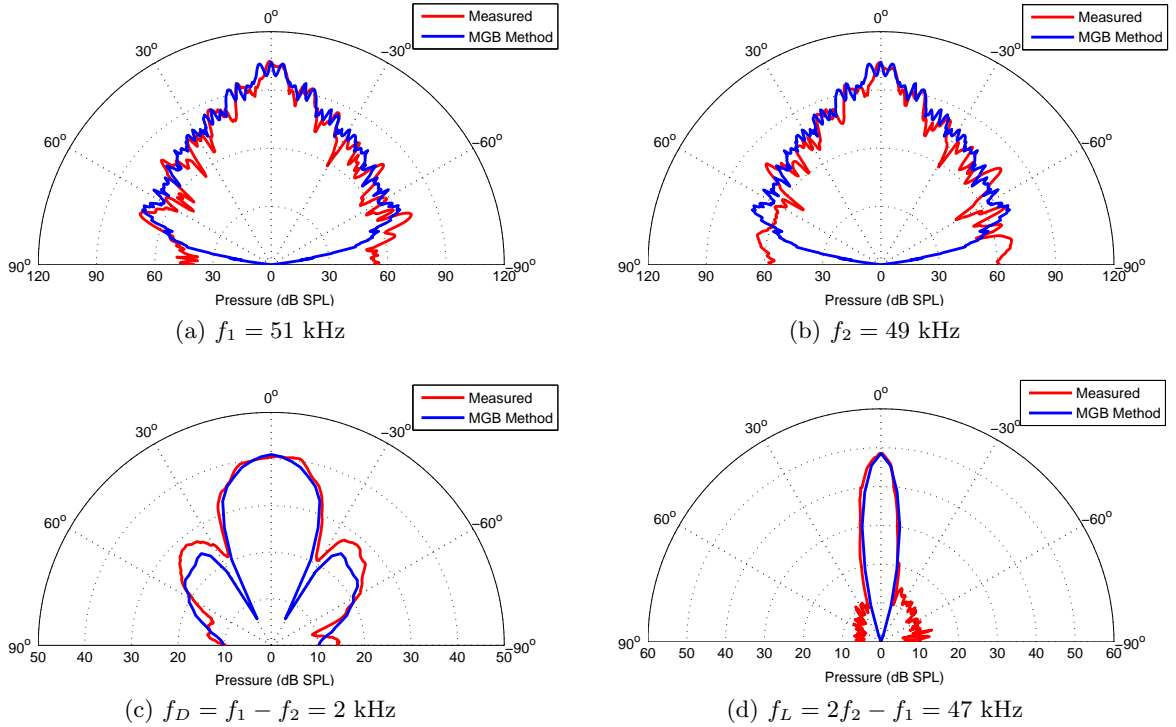 Measured
MGB Method
0°
30°
−30°
60°
−60°
90°
−90°
120 90 60 30 0 30 60 90 120
Pressure (dB SPL)
(a) f1 = 51 kHz
Measured
MGB Method
0°
30°
−30°
60°
−60°
90°
−90°
120 90 60 30 0 30 60 90 120
Pressure (dB SPL)
(b) f2 = 49 kHz
Measured
MGB Method
0°
30°
−30°
60°
−60°
90°
−90°
50 40 30 20 10 0 10 20 30 40 50
Pressure (dB SPL)
(c) fD = f1 − f2 = 2 kHz
Measured
MGB Method
0°
30°
−30°
60°
−60°
90°
−90°
60 50 40 30 20 10 0 10 20 30 40 50 60
Pressure (dB SPL)
(d) fL = 2f2 − f1 = 47 kHz